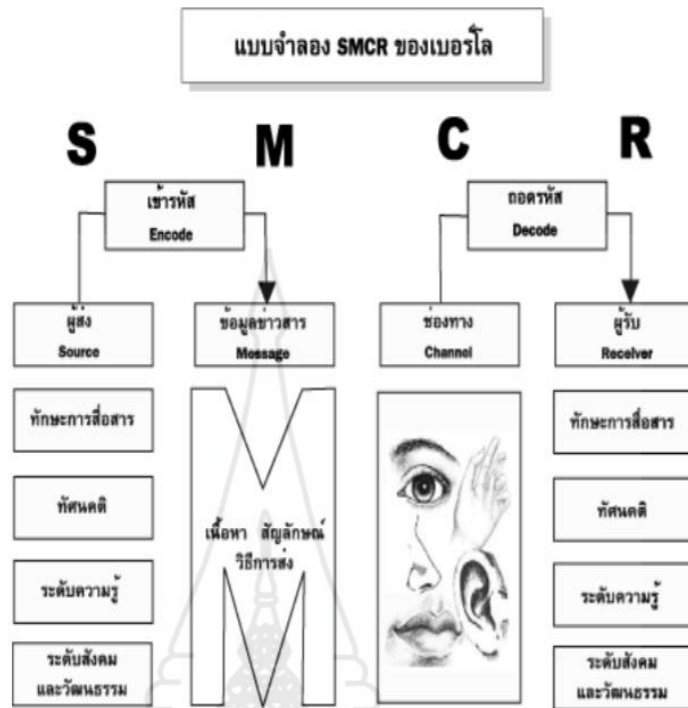 แบบจำลอง SMCR ของเบอร์โล
S M C R
เข้ารหัส
Encode
ถอดรหัส
Decode
ผู้ส่ง
Source
ข้อมูลข่าวสาร
Message
ช่องทาง
Channel
ผู้รับ
Receiver
ทักษะการสื่อสาร
ทัศนคติ
ระดับความรู้
ระดับสังคม
และวัฒนธรรม
เนื้อหา สัญลักษณ์
วิธีการส่ง
ทักษะการสื่อสาร
ทัศนคติ
ระดับความรู้
ระดับสังคม
และวัฒนธรรม